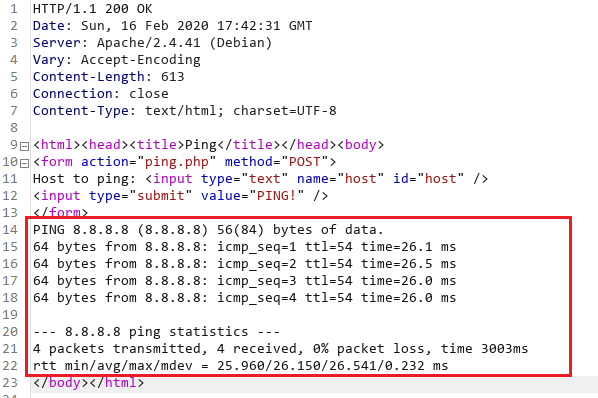 1 HTTP/1.1 200 OK
2 Date: Sun, 16 Feb 2020 17:42:31 GMT
3 Server: Apache/2.4.41 (Debian)
4 Vary: Accept-Encoding
5 Content-Length: 613
6 Connection: close
7 Content-Type: text/html; charset=UTF-8
8
9 <html><head><title>Ping</title></head><body>
10 <form action="ping.php" method="POST">
11 Host to ping: <input type="text" name="host" id="host" />
12 <input type="submit" value="PING!" />
13 </form>
14 PING 8.8.8.8 (8.8.8.8) 56(84) bytes of data.
15 64 bytes from 8.8.8.8: icmp_seq=1 ttl=54 time=26.1 ms
16 64 bytes from 8.8.8.8: icmp_seq=2 ttl=54 time=26.5 ms
17 64 bytes from 8.8.8.8: icmp_seq=3 ttl=54 time=26.0 ms
18 64 bytes from 8.8.8.8: icmp_seq=4 ttl=54 time=26.0 ms
19
20 --- 8.8.8.8 ping statistics ---
21 4 packets transmitted, 4 received, 0% packet loss, time 3003ms
22 rtt min/avg/max/mdev = 25.960/26.150/26.541/0.232 ms
23 </body></html>
24